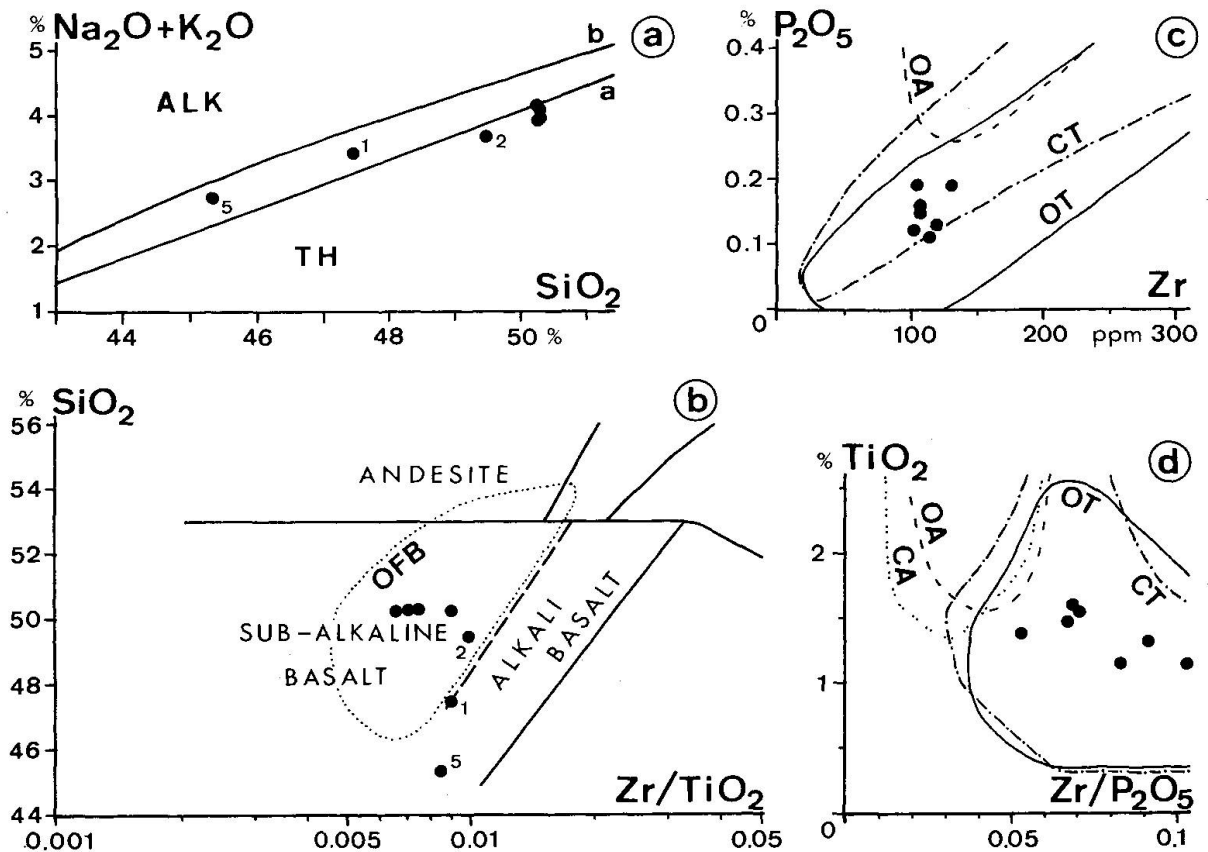 % Na2O+K2O
a
5
4
3
2
1
b
a
ALK
TH
1
2
5
SiO2
44 46 48 50 %
% P2O5
c
0.4
0.3
0.2
0.1
0
OA
CT
OT
Zr
100 200 ppm 300
% SiO2
b
56
54
52
50
48
46
44
ANDESITE
OFB
SUB-ALKALINE
BASALT
ALKALI
BASALT
2
1
5
Zr/TiO2
0.001 0.005 0.01 0.05
% TiO2
d
2
1
0
OA
CA
OT
CT
Zr/P2O5
0.05 0.1